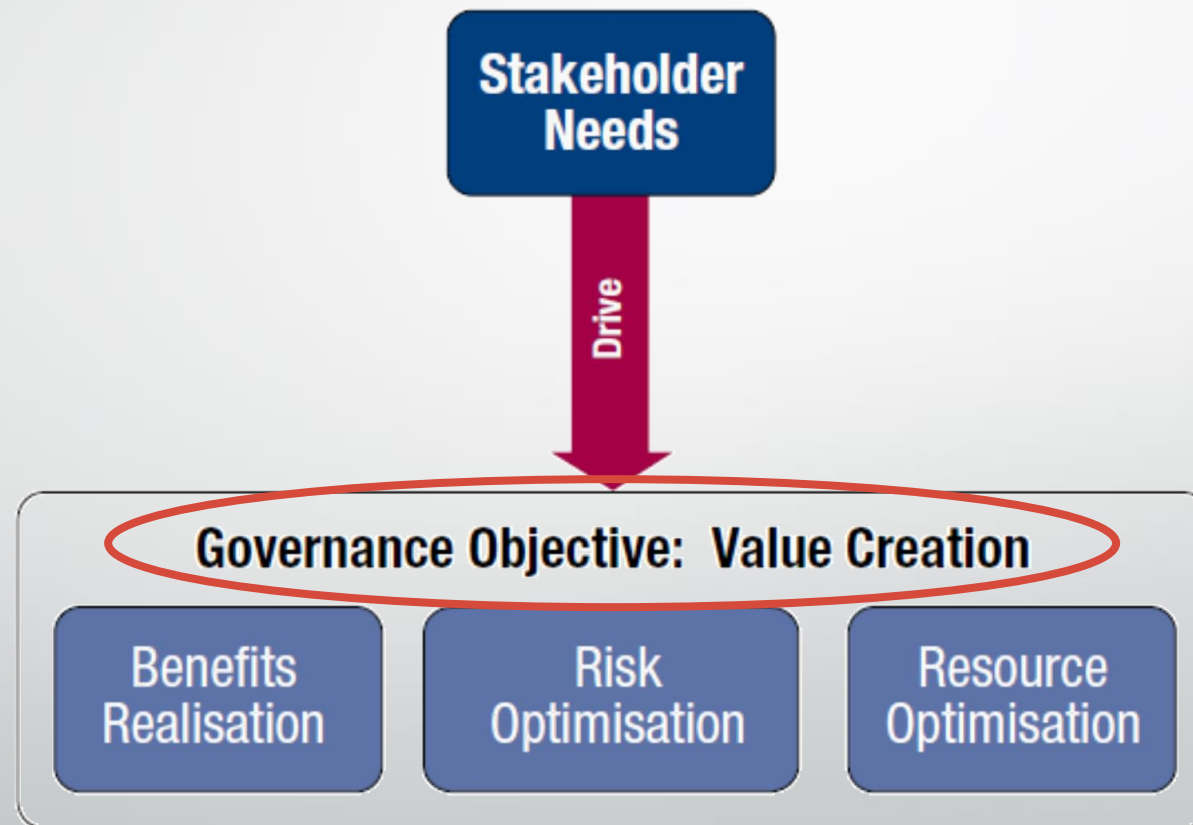 Stakeholder
Needs
Drive
Governance Objective: Value Creation
Benefits
Realisation
Risk
Optimisation
Resource
Optimisation